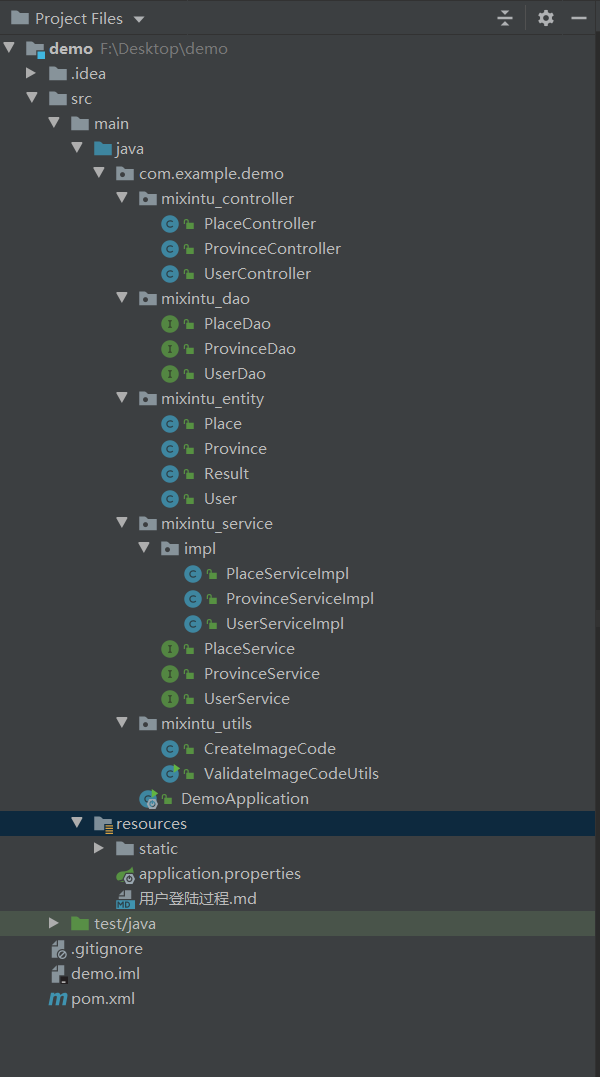 Project Files
demo F:\Desktop\demo
.idea
src
main
java
com.example.demo
mixintu_controller
PlaceController
ProvinceController
UserController
mixintu_dao
PlaceDao
ProvinceDao
UserDao
mixintu_entity
Place
Province
Result
User
mixintu_service
impl
PlaceServiceImpl
ProvinceServiceImpl
UserServiceImpl
PlaceService
ProvinceService
UserService
mixintu_utils
CreateImageCode
ValidateImageCodeUtils
DemoApplication
resources
static
application.properties
用户登陆过程.md
test/java
.gitignore
demo.iml
pom.xml